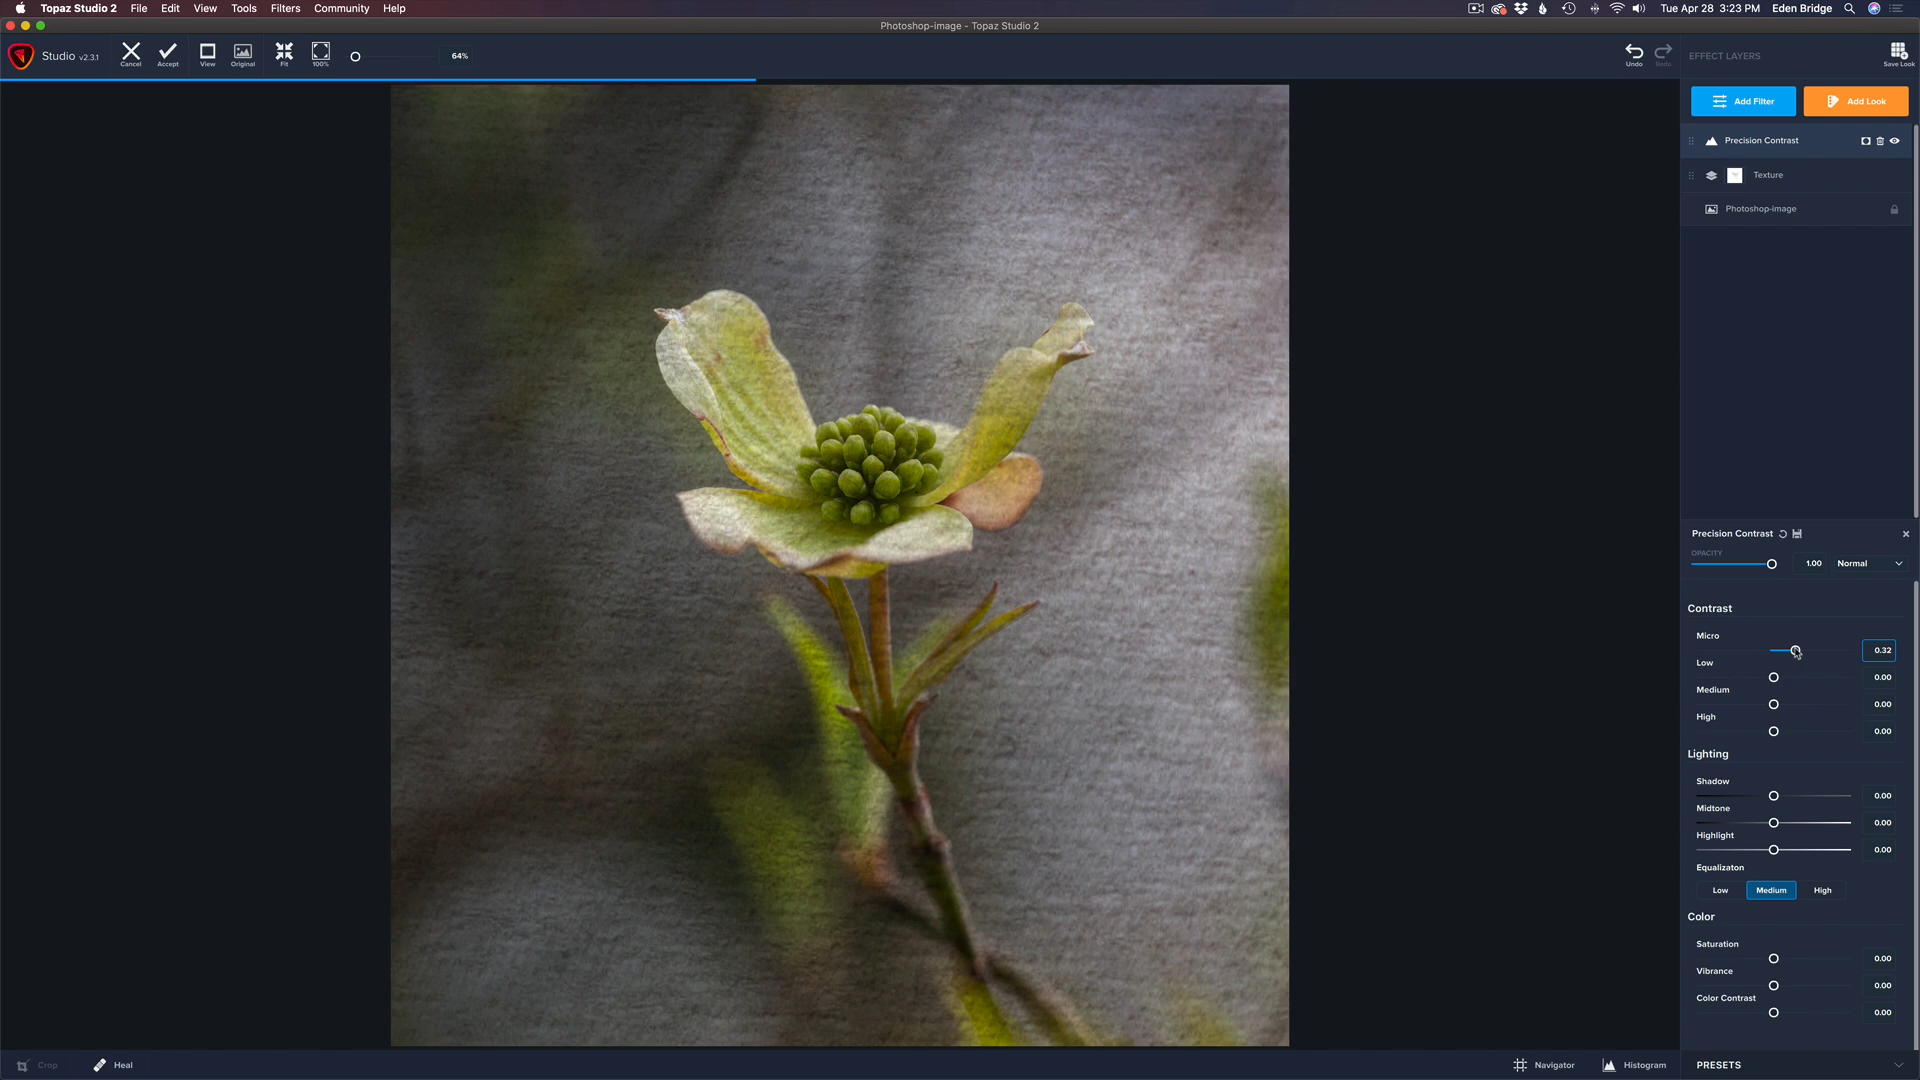 Topaz Studio 2 File Edit View Tools Filters Community Help Tue Apr 28 3:23 PM Eden Bridge
Photoshop-image - Topaz Studio 2
Studio v2.3.1 Cancel Accept View Original Fit 100% 64% Undo Redo EFFECT LAYERS Save Look
Add Filter Add Look
Precision Contrast
Texture
Photoshop-image
Precision Contrast
OPACITY
1.00 Normal
Contrast
Micro
0.32
Low
0.00
Medium
0.00
High
0.00
Lighting
Shadow
0.00
Midtone
0.00
Highlight
0.00
Equalizaton
Low Medium High
Color
Saturation
0.00
Vibrance
0.00
Color Contrast
0.00
Crop Heal Navigator Histogram PRESETS